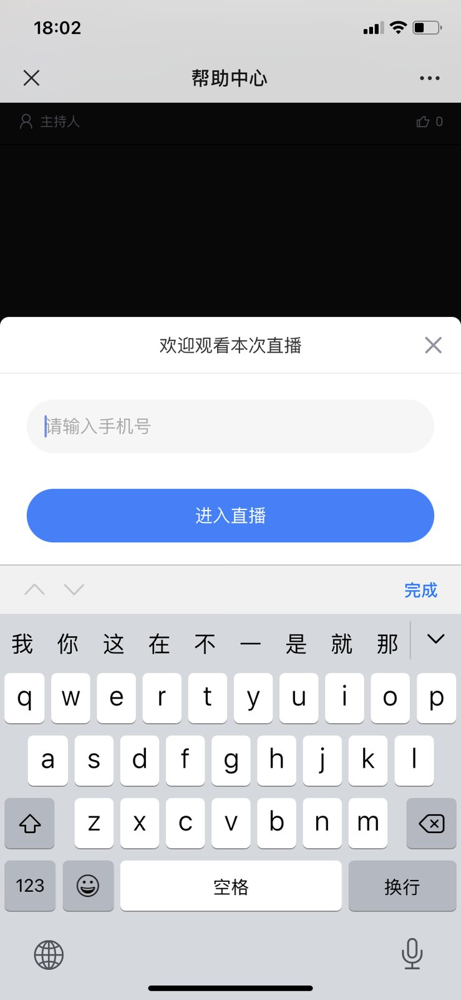 18:02
帮助中心
主持人 0
欢迎观看本次直播
请输入手机号
进入直播
完成
我 你 这 在 不 一 是 就 那
q w e r t y u i o p
a s d f g h j k l
z x c v b n m
123 空格 换行